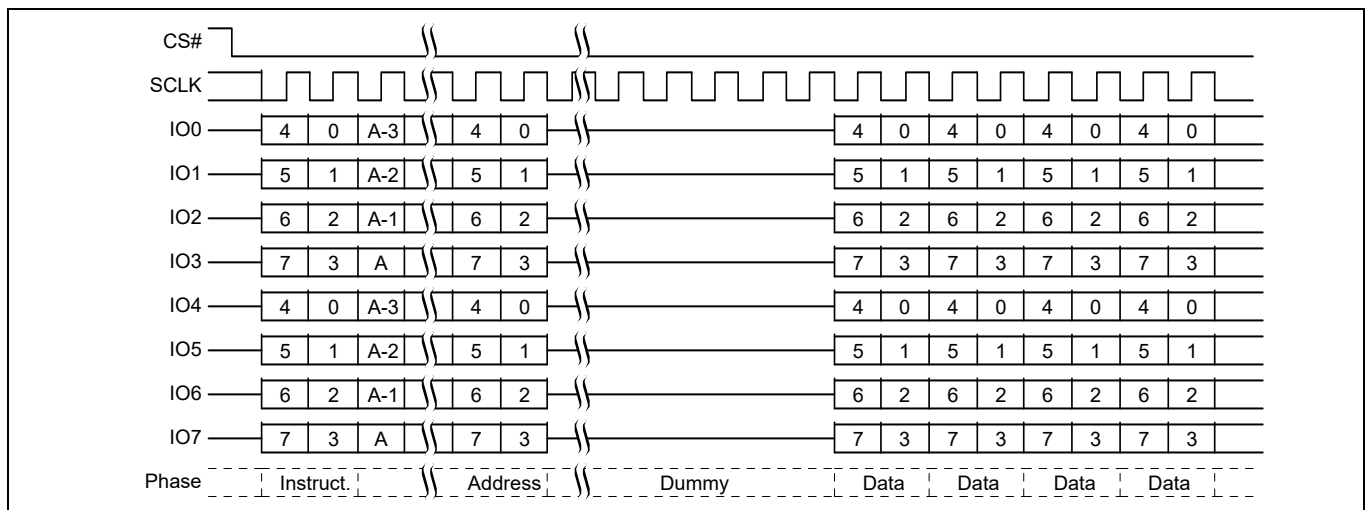 CS#
SCLK
IO0 4 0 A-3 4 0 4 0 4 0 4 0 4 0
IO1 5 1 A-2 5 1 5 1 5 1 5 1 5 1
IO2 6 2 A-1 6 2 6 2 6 2 6 2 6 2
IO3 7 3 A 7 3 7 3 7 3 7 3 7 3
IO4 4 0 A-3 4 0 4 0 4 0 4 0 4 0
IO5 5 1 A-2 5 1 5 1 5 1 5 1 5 1
IO6 6 2 A-1 6 2 6 2 6 2 6 2 6 2
IO7 7 3 A 7 3 7 3 7 3 7 3 7 3
Phase Instruct. Address Dummy Data Data Data Data